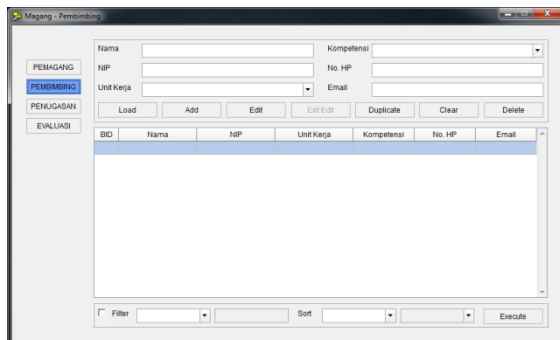 Magang - Pembimbing
Nama
Kompetensi
PEMAGANG
NIP
No. HP
PEMBIMBING
Unit Kerja
Email
PENUGASAN
Load Add Edit Exit Edit Duplicate Clear Delete
EVALUASI
BID Nama NIP Unit Kerja Kompetensi No. HP Email
Filter Sort Execute